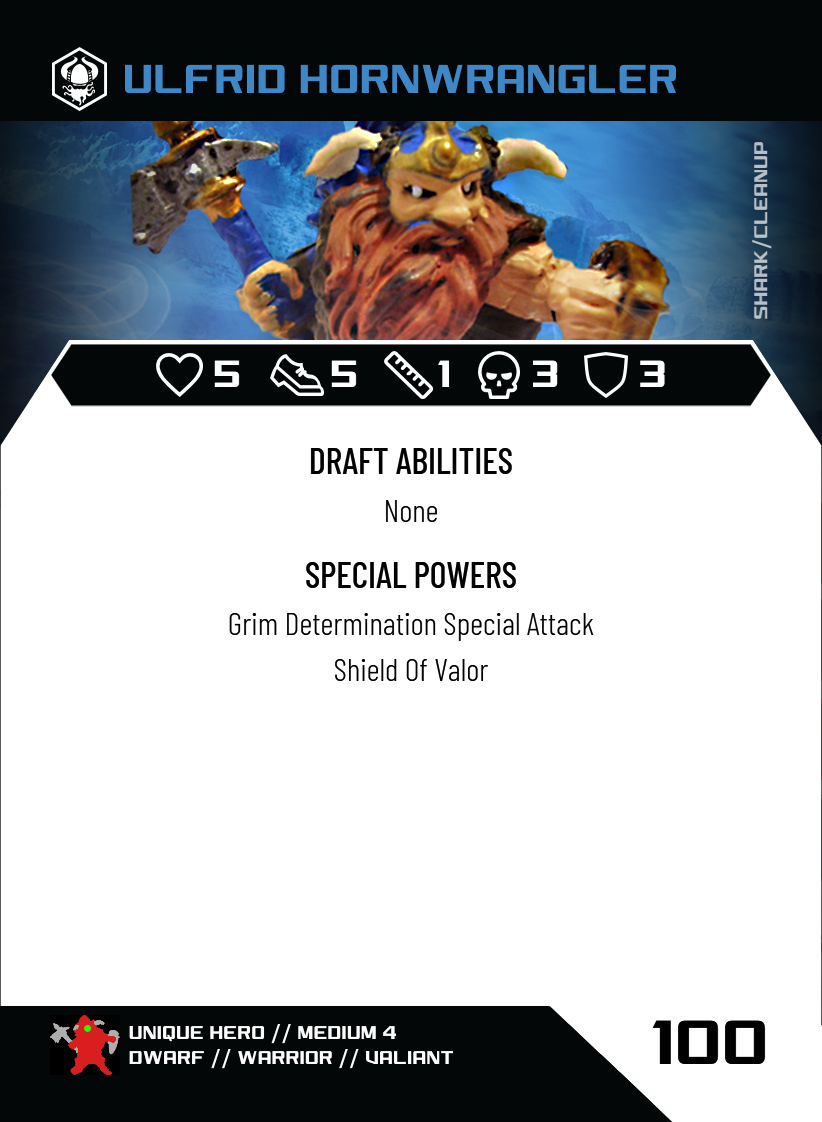 ULFRID HORNWRANGLER
SHARK/CLEANUP
5 5 1 3 3
DRAFT ABILITIES
None
SPECIAL POWERS
Grim Determination Special Attack
Shield Of Valor
UNIQUE HERO // MEDIUM 4
DWARF // WARRIOR // VALIANT
100